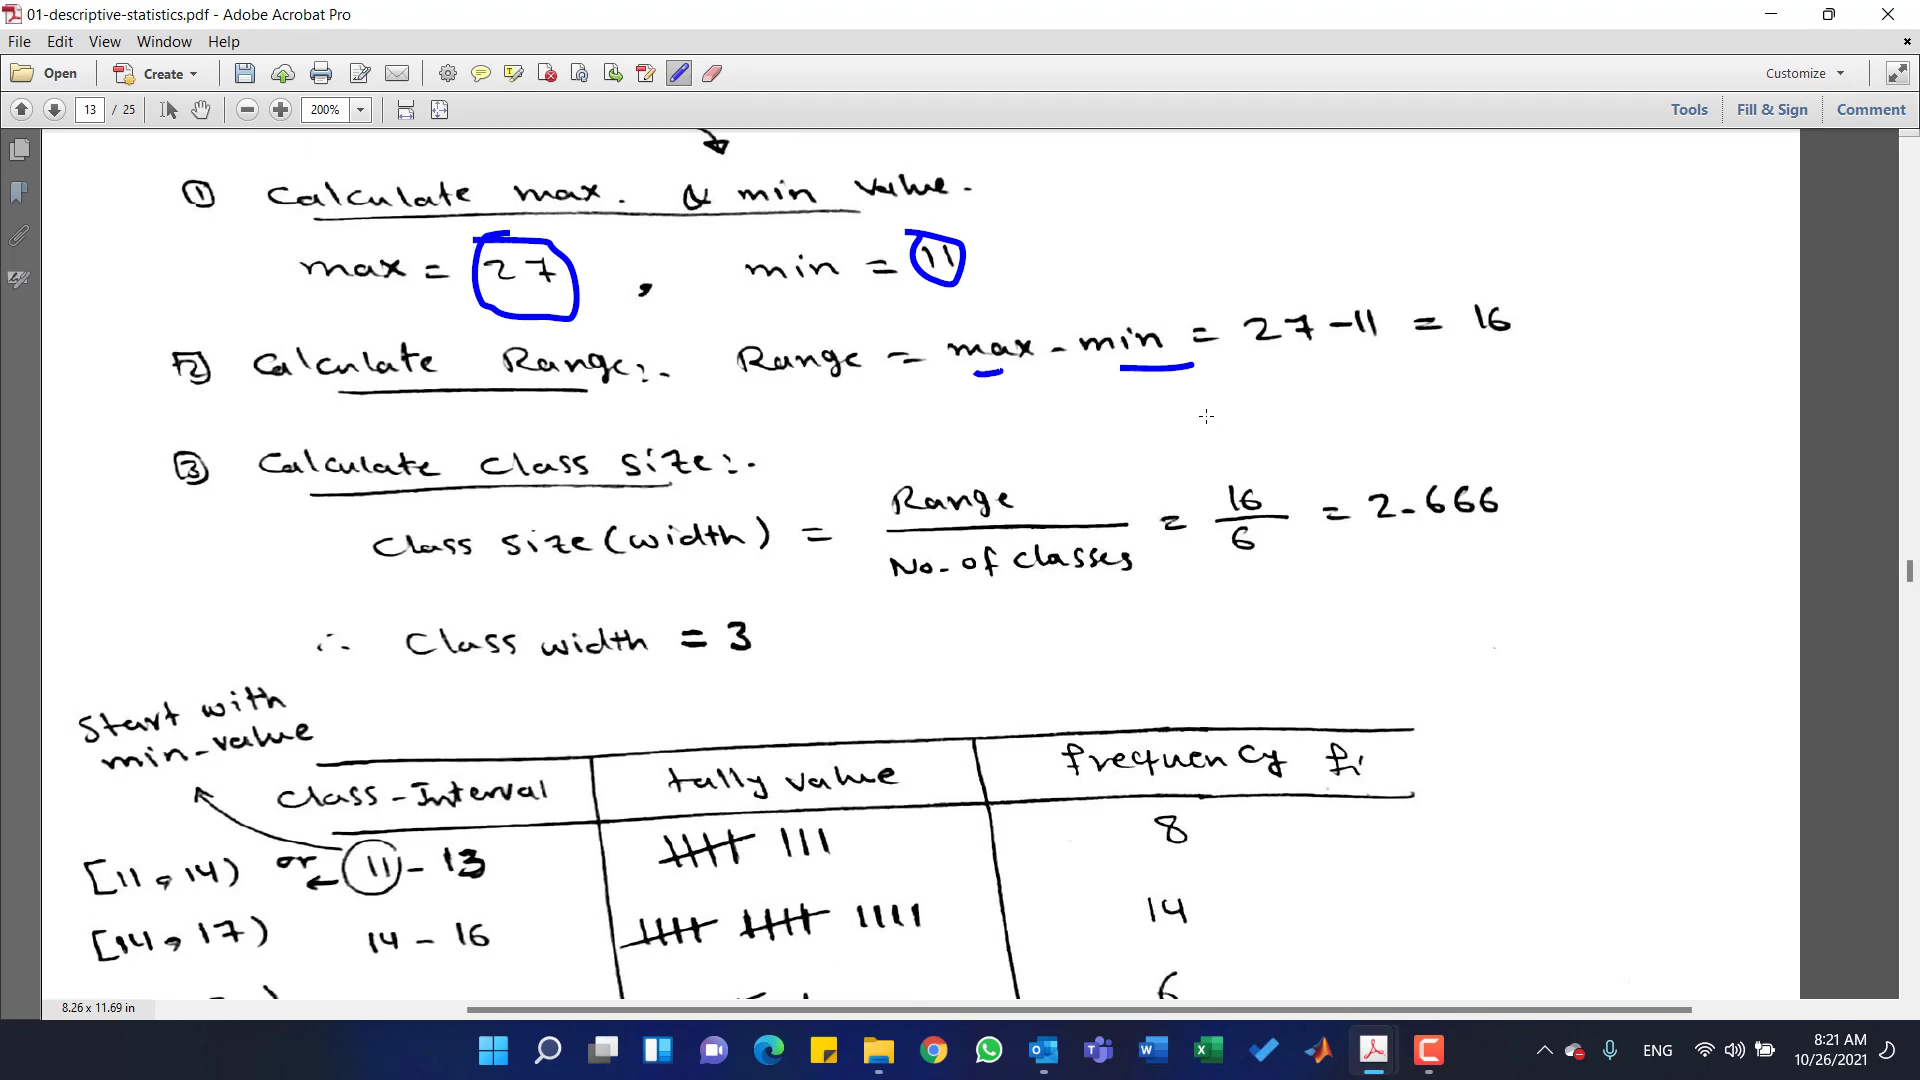 01-descriptive-statistics.pdf - Adobe Acrobat Pro
File Edit View Window Help
Open Create Customize
13 / 25 200% Tools Fill & Sign Comment
① Calculate max. & min value.
max = 27 , min = 11
2 Calculate Range:. Range = max - min = 27 - 11 = 16
③ Calculate class size:.
Class size (width) = Range / No. of classes = 16 / 6 = 2.666
∴ Class width = 3
Start with
min-value
Class-Interval tally value frequency fi
[11, 14) or 11 - 13 8
[14, 17) 14 - 16 14
6
8.26 x 11.69 in
ENG 8:21 AM
10/26/2021